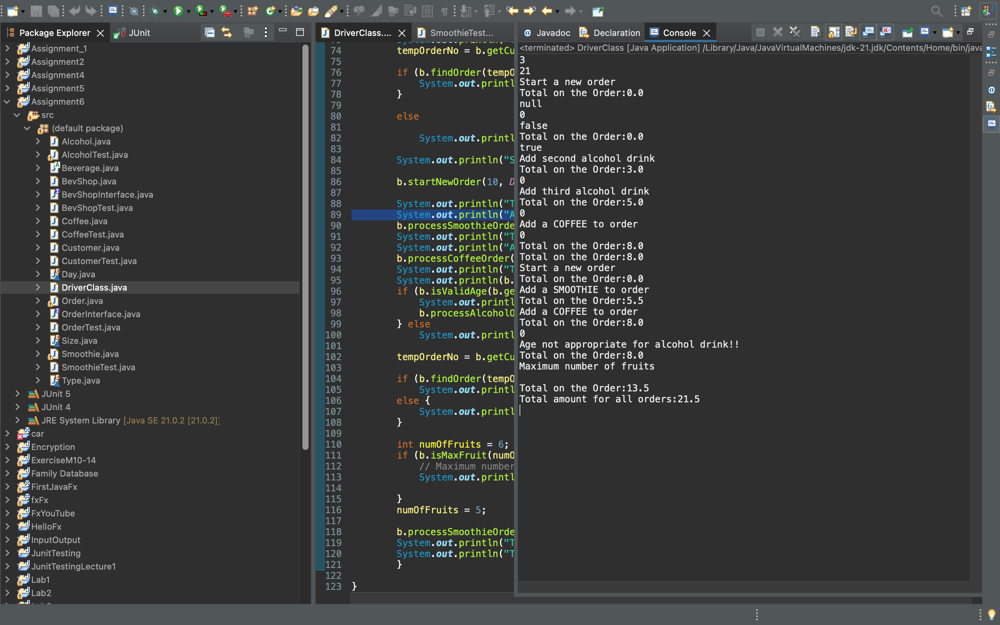 Package Explorer
JUnit
DriverClass....
SmoothieTest...
Javadoc
Declaration
Console
Assignment_1
Assignment2
Assignment4
Assignment5
Assignment6
src
(default package)
Alcohol.java
AlcoholTest.java
Beverage.java
BevShop.java
BevShopInterface.java
BevShopTest.java
Coffee.java
CoffeeTest.java
Customer.java
CustomerTest.java
Day.java
DriverClass.java
Order.java
OrderInterface.java
OrderTest.java
Size.java
Smoothie.java
SmoothieTest.java
Type.java
JUnit 5
JUnit 4
JRE System Library [Java SE 21.0.2 [21.0.2]]
car
Encryption
ExerciseM10-14
Family Database
FirstJavaFx
fxFx
FxYouTube
HelloFx
InputOutput
JunitTesting
JunitTestingLecture1
Lab1
Lab2
74 tempOrderNo = b.getCu
75
76 if (b.findOrder(tempO
77 System.out.printl
78 }
79
80 else
81
82 System.out.printl
83
84 System.out.println("S
85
86 b.startNewOrder(10, D
87
88 System.out.println("T
89 System.out.println("A
90 b.processSmoothieOrde
91 System.out.println("T
92 System.out.println("A
93 b.processCoffeeOrder(
94 System.out.println("T
95 System.out.println(b.
96 if (b.isValidAge(b.ge
97 System.out.printl
98 b.processAlcoholO
99 } else
100 System.out.printl
101
102 tempOrderNo = b.getCu
103
104 if (b.findOrder(tempO
105 System.out.printl
106 else {
107 System.out.printl
108 }
109
110 int numOfFruits = 6;
111 if (b.isMaxFruit(numO
112 // Maximum number
113 System.out.printl
114
115 }
116 numOfFruits = 5;
117
118 b.processSmoothieOrde
119 System.out.println("T
120 System.out.println("T
121 }
122
123 }
<terminated> DriverClass [Java Application] /Library/Java/JavaVirtualMachines/jdk-21.jdk/Contents/Home/bin/java
3
21
Start a new order
Total on the Order:0.0
null
0
false
Total on the Order:0.0
true
Add second alcohol drink
Total on the Order:3.0
0
Add third alcohol drink
Total on the Order:5.0
0
Add a COFFEE to order
0
Total on the Order:8.0
Total on the Order:8.0
Start a new order
Total on the Order:0.0
Add a SMOOTHIE to order
Total on the Order:5.5
Add a COFFEE to order
Total on the Order:8.0
0
Age not appropriate for alcohol drink!!
Total on the Order:8.0
Maximum number of fruits
Total on the Order:13.5
Total amount for all orders:21.5